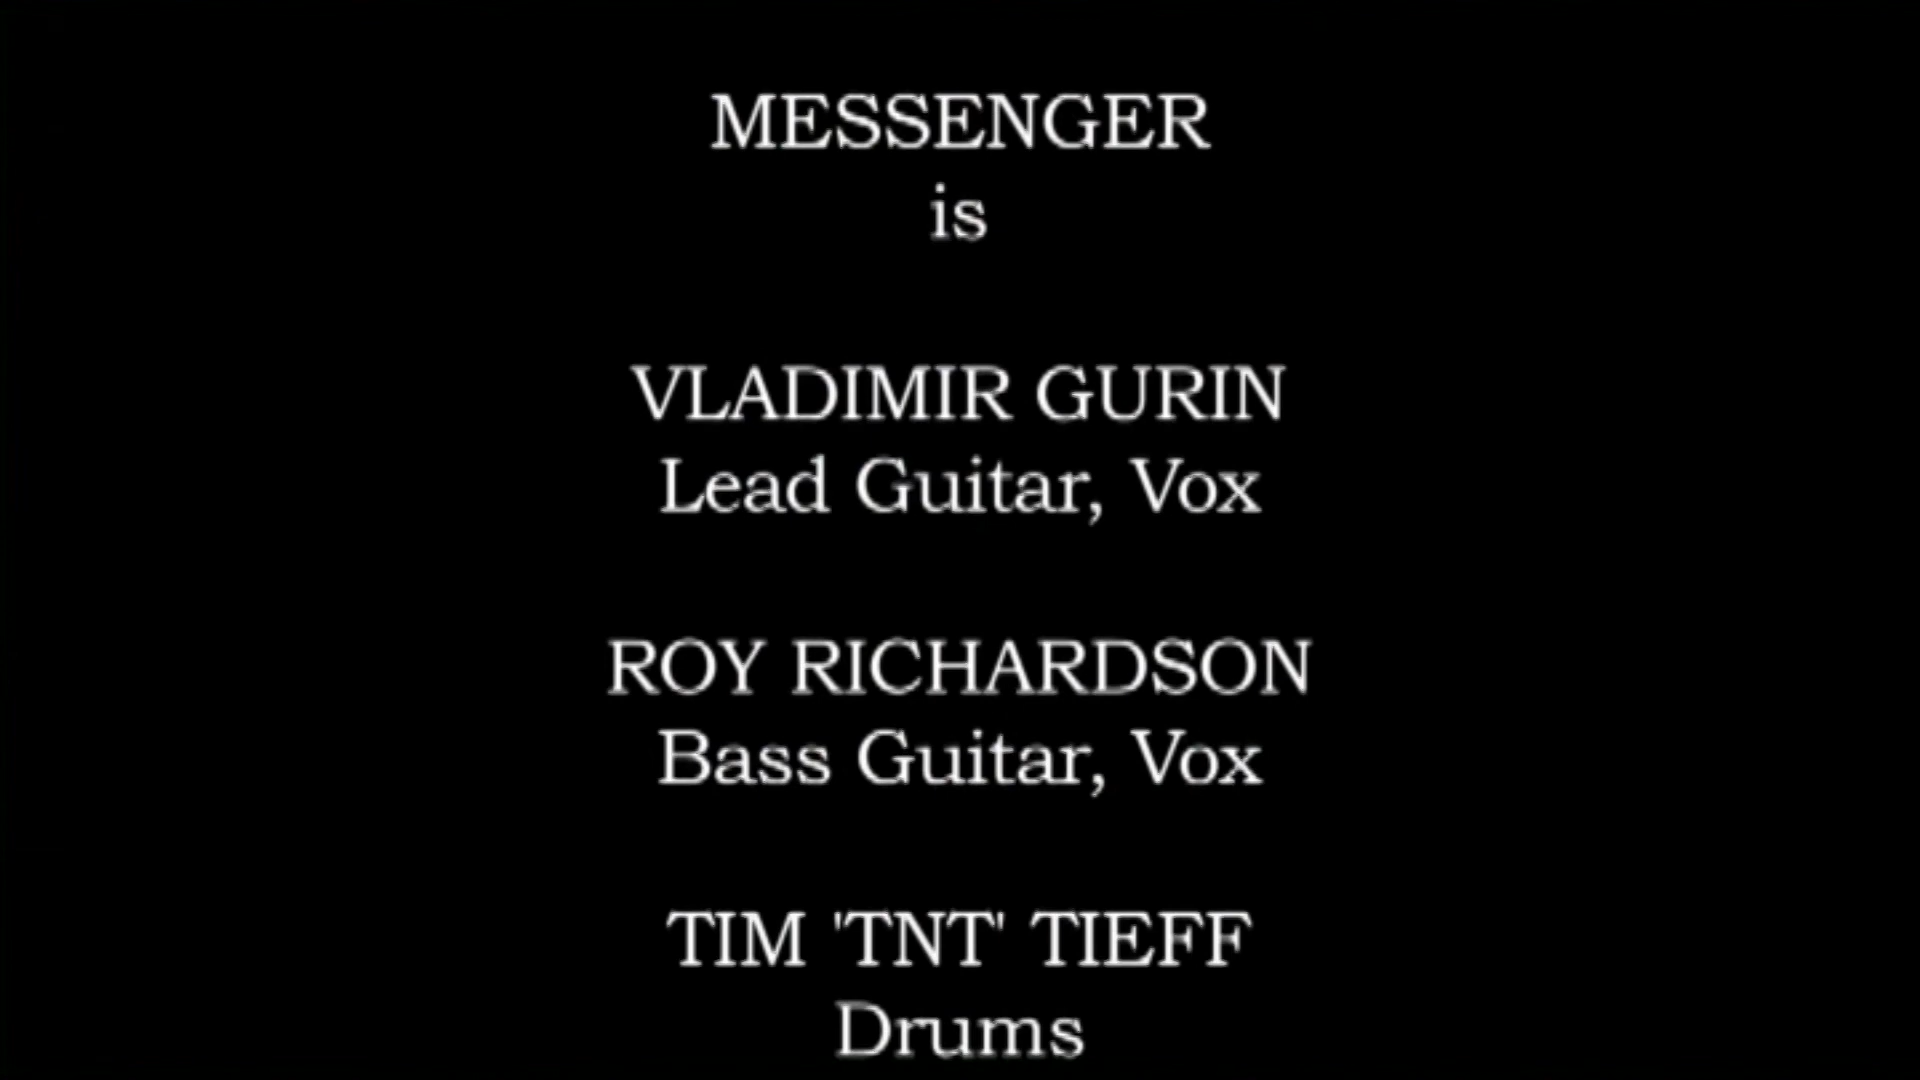 MESSENGER
is
VLADIMIR GURIN
Lead Guitar, Vox
ROY RICHARDSON
Bass Guitar, Vox
TIM 'TNT' TIEFF
Drums